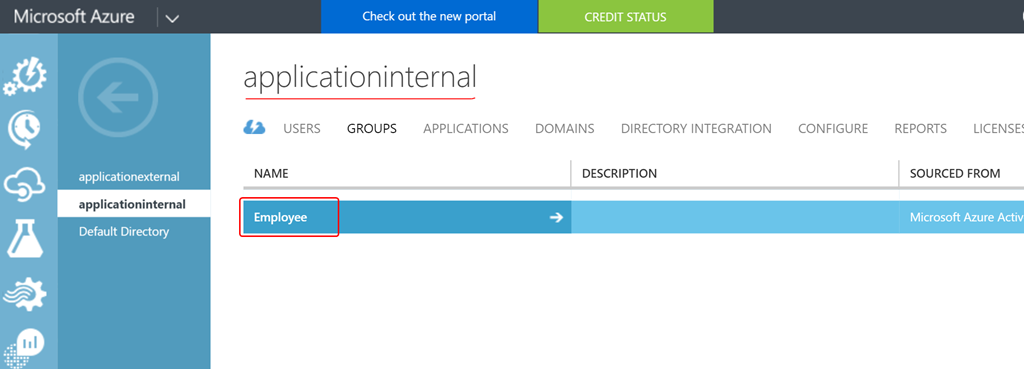 Microsoft Azure
Check out the new portal
CREDIT STATUS
applicationexternal
applicationinternal
Default Directory
applicationinternal
USERS GROUPS APPLICATIONS DOMAINS DIRECTORY INTEGRATION CONFIGURE REPORTS LICENSES
NAME DESCRIPTION SOURCED FROM
Employee Microsoft Azure Activ